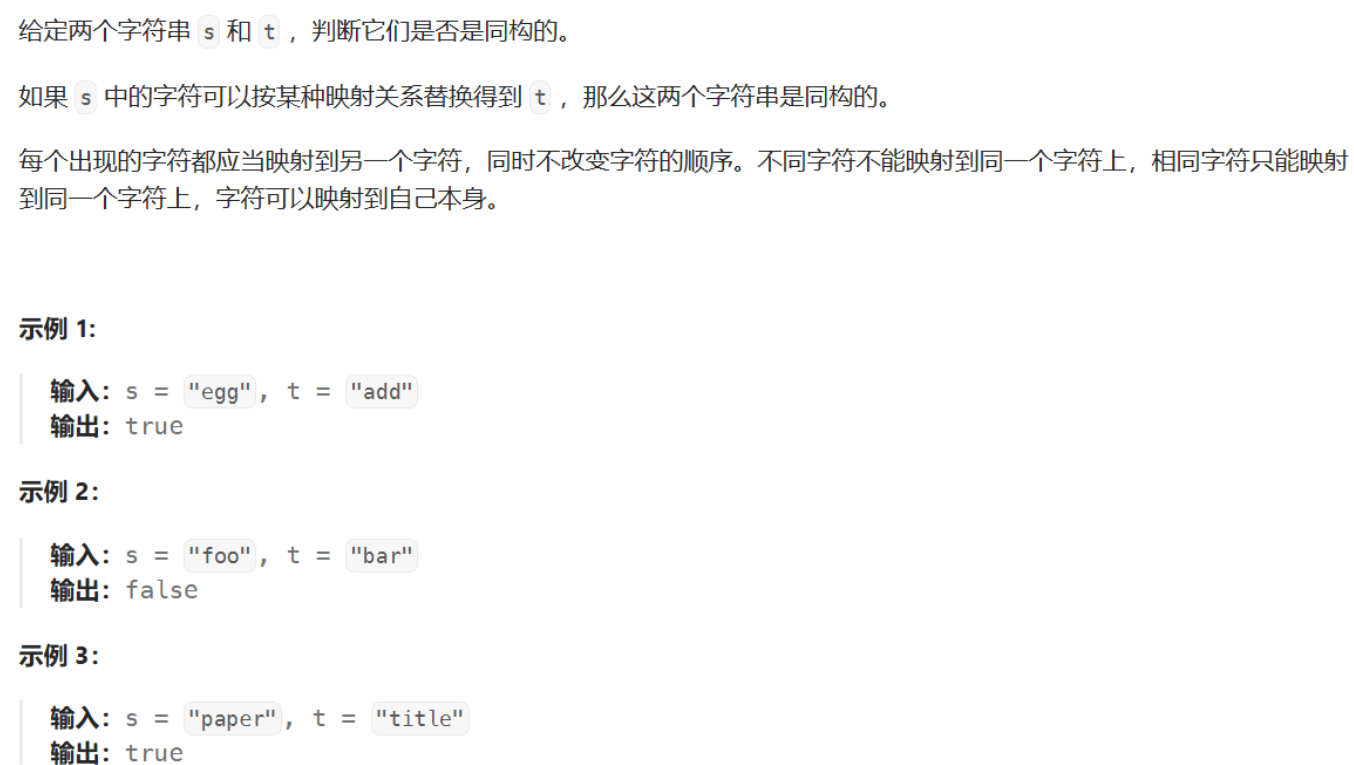 给定两个字符串 s 和 t ，判断它们是否是同构的。
如果 s 中的字符可以按某种映射关系替换得到 t ，那么这两个字符串是同构的。
每个出现的字符都应当映射到另一个字符，同时不改变字符的顺序。不同字符不能映射到同一个字符上，相同字符只能映射
到同一个字符上，字符可以映射到自己本身。
示例 1:
输入：s = "egg", t = "add"
输出：true
示例 2：
输入：s = "foo", t = "bar"
输出：false
示例 3：
输入：s = "paper", t = "title"
输出：true